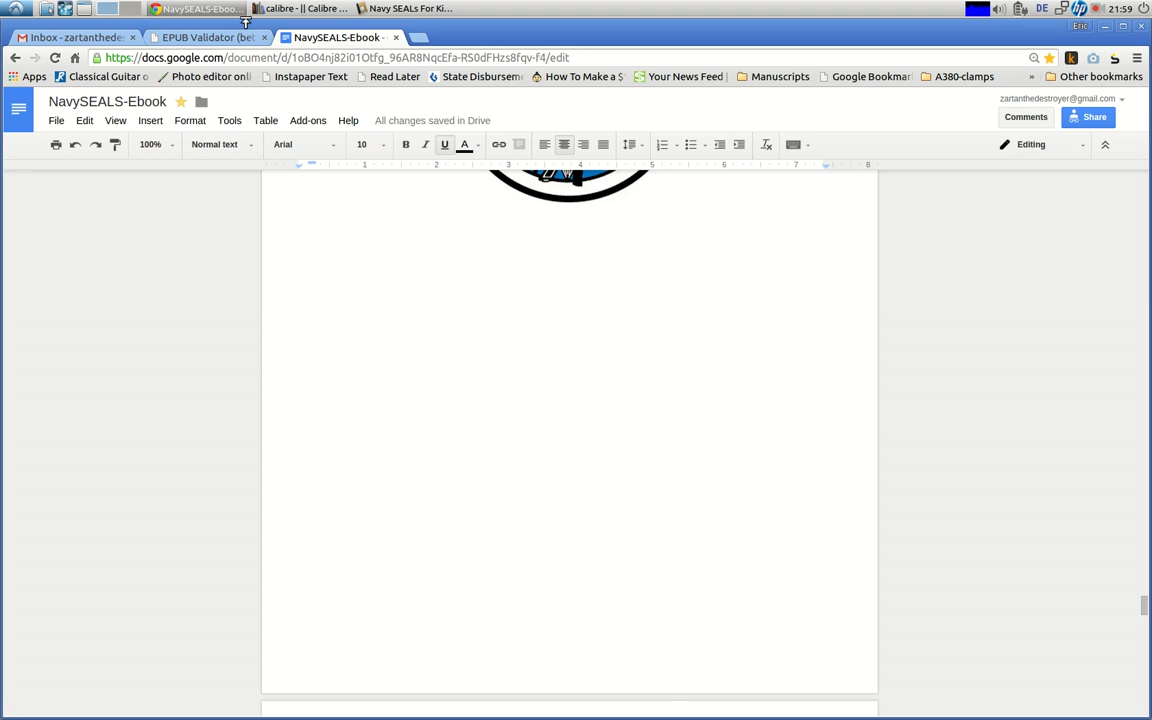 NavySEALS-Eboo...
calibre - || Calibre ...
Navy SEALs For Ki...
DE
21:59
Eric
Inbox - zartanthedes
EPUB Validator (bet
NavySEALS-Ebook -
https://docs.google.com/document/d/1oBO4nj82i01Otfg_96AR8NqcEfa-RS0dFHzs8fqv-f4/edit
Apps
Classical Guitar o
Photo editor onli
Instapaper Text
Read Later
State Disbursem
How To Make a S
Your News Feed
Manuscripts
Google Bookmar
A380-clamps
»
Other bookmarks
NavySEALS-Ebook
zartanthedestroyer@gmail.com
File
Edit
View
Insert
Format
Tools
Table
Add-ons
Help
All changes saved in Drive
Comments
Share
100%
Normal text
Arial
10
B
I
U
A
Editing
1 2 3 4 5 6 7 8